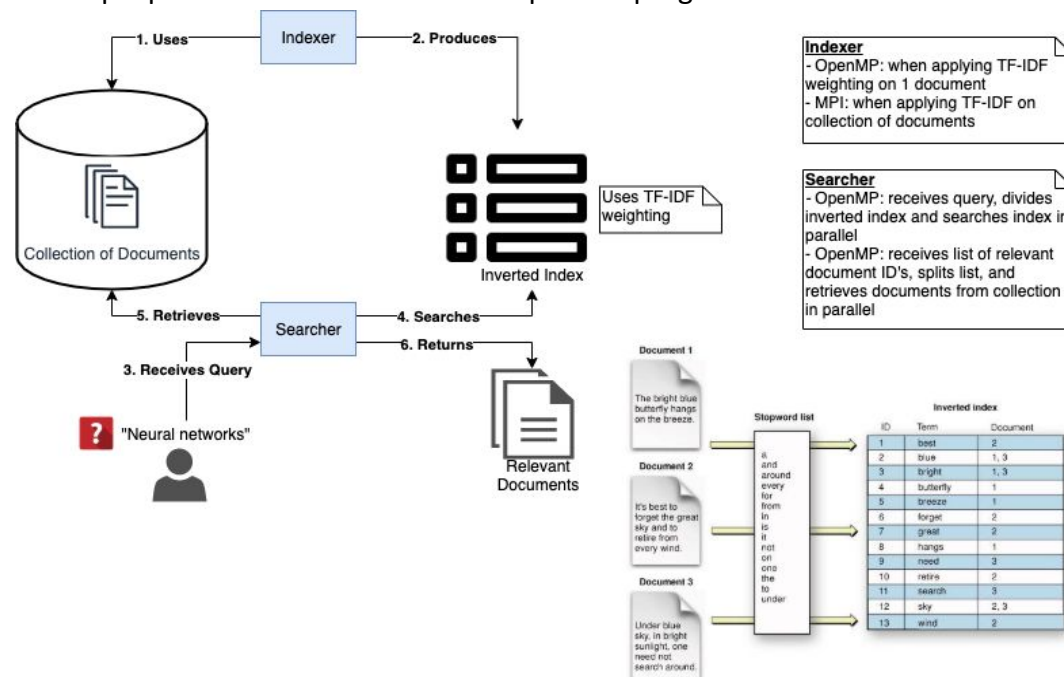 1. Uses
Indexer
2. Produces
Collection of Documents
Inverted Index
Uses TF-IDF
weighting
5. Retrieves
Searcher
4. Searches
6. Returns
3. Receives Query
"Neural networks"
?
Relevant
Documents
Indexer
- OpenMP: when applying TF-IDF
weighting on 1 document
- MPI: when applying TF-IDF on
collection of documents
Searcher
- OpenMP: receives query, divides
inverted index and searches index in
parallel
- OpenMP: receives list of relevant
document ID's, splits list, and
retrieves documents from collection
in parallel
Document 1
The bright blue
butterfly hangs
on the breeze.
Document 2
It's best to
forget the great
sky and to
retire from
every wind.
Document 3
Under blue
sky, in bright
sunlight, one
need not
search around.
Stopword list
a
and
around
every
for
from
in
is
it
not
on
one
the
to
under
Inverted index
ID Term Document
1 best 2
2 blue 1, 3
3 bright 1, 3
4 butterfly 1
5 breeze 1
6 forget 2
7 great 2
8 hangs 1
9 need 3
10 retire 2
11 search 3
12 sky 2, 3
13 wind 2